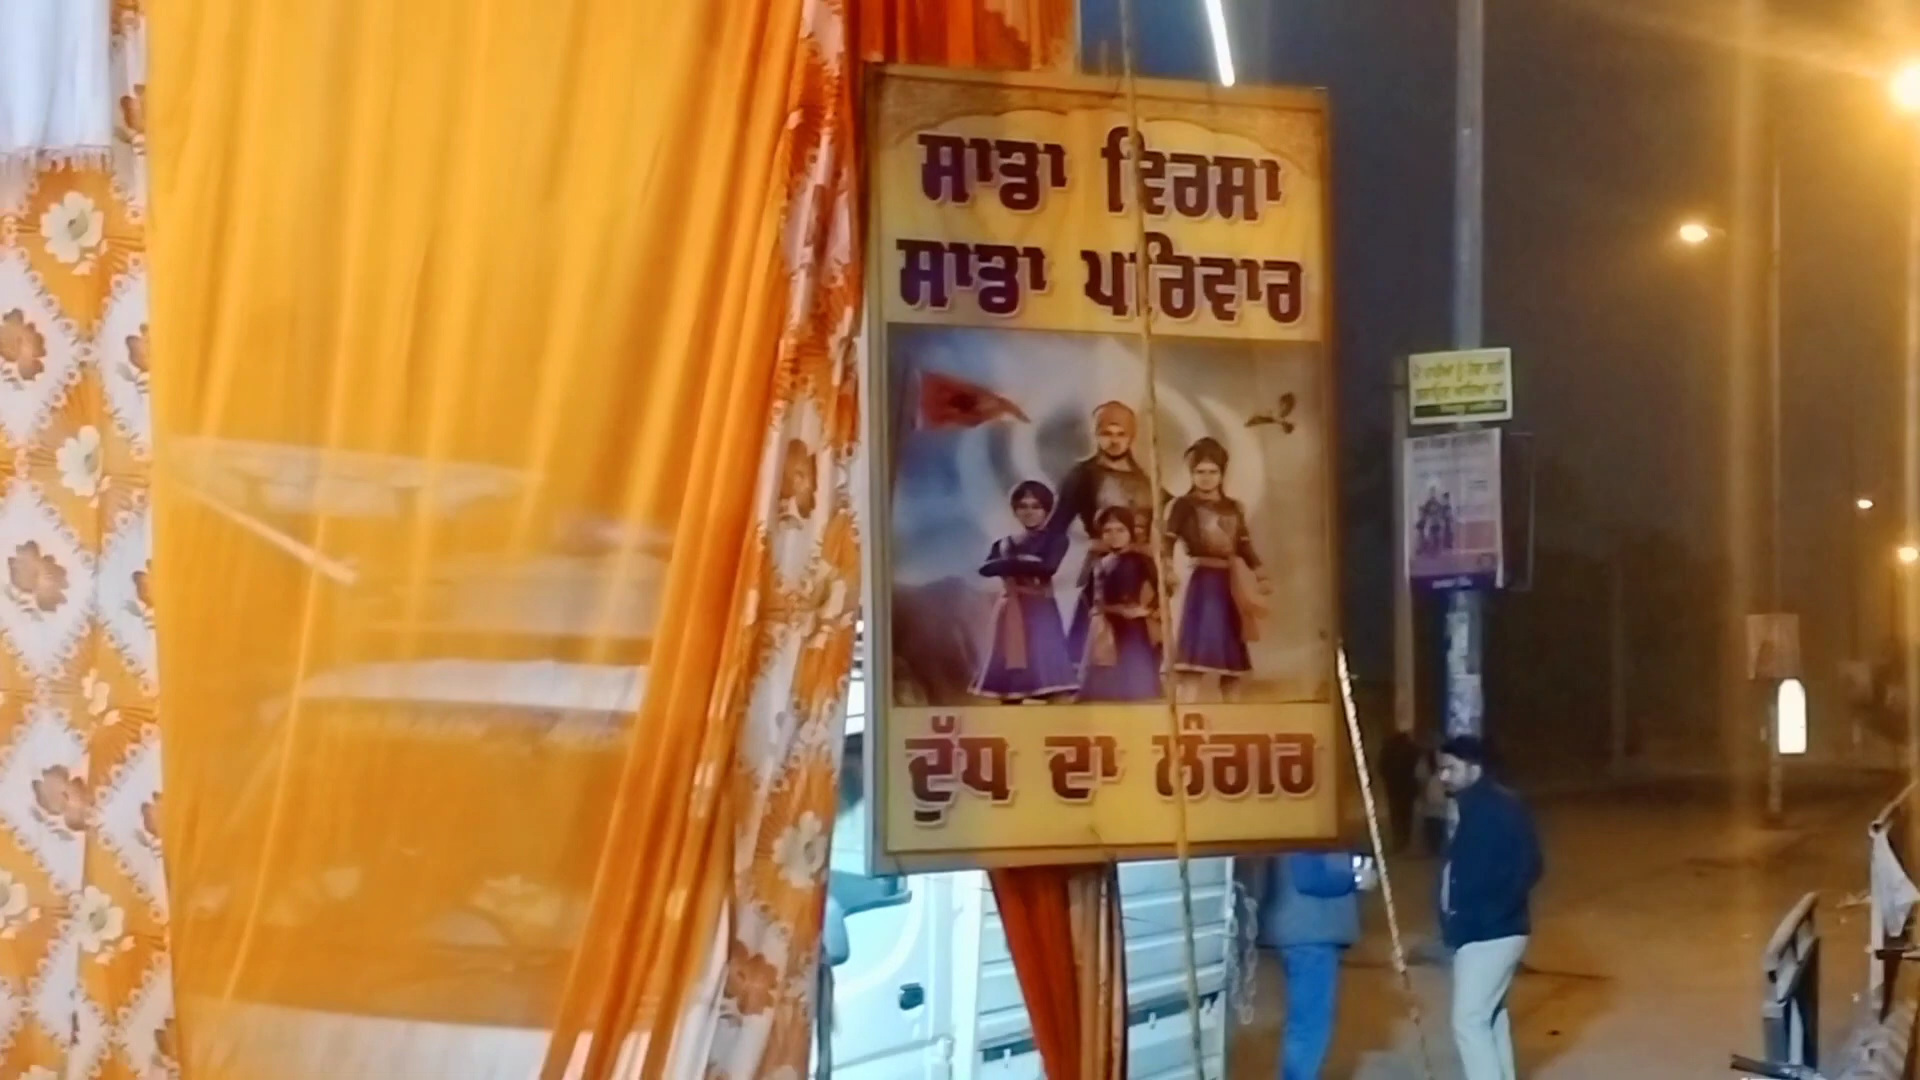 ਸਾਡਾ ਵਿਰਸਾ
ਸਾਡਾ ਪਰਿਵਾਰ
ਦੁੱਧ ਦਾ ਲੰਗਰ